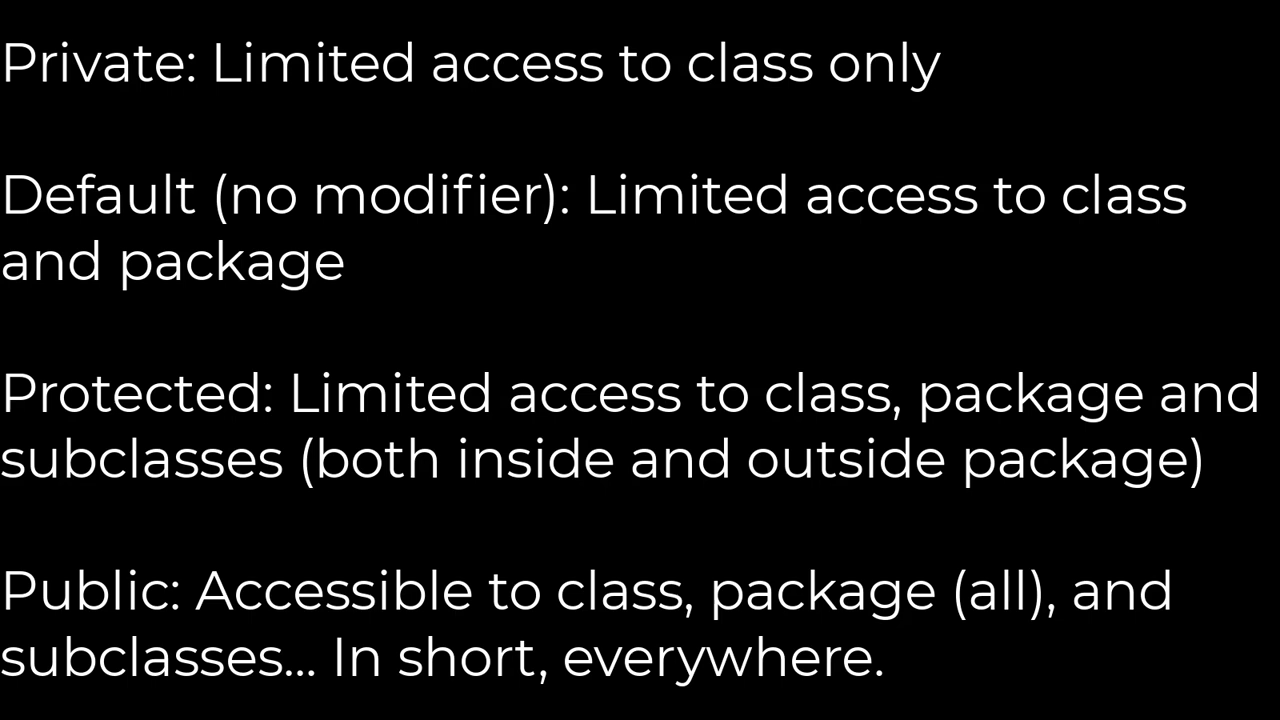 Private: Limited access to class only
Default (no modifier): Limited access to class
and package
Protected: Limited access to class, package and
subclasses (both inside and outside package)
Public: Accessible to class, package (all), and
subclasses... In short, everywhere.